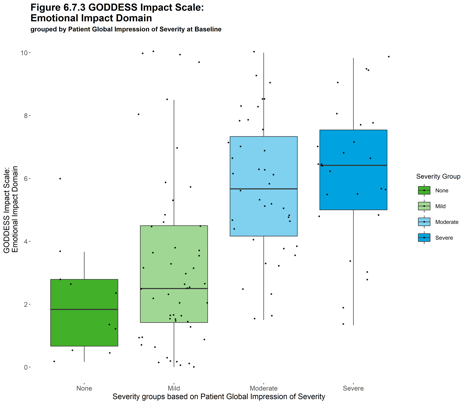 Figure 6.7.3 GODDESS Impact Scale:
Emotional Impact Domain
grouped by Patient Global Impression of Severity at Baseline
GODDESS Impact Scale:
Emotional Impact Domain
10
8
6
4
2
0
None
Mild
Moderate
Severe
Severity groups based on Patient Global Impression of Severity
Severity Group
None
Mild
Moderate
Severe